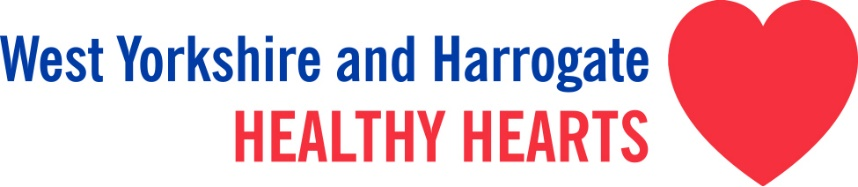 West Yorkshire and Harrogate
HEALTHY HEARTS